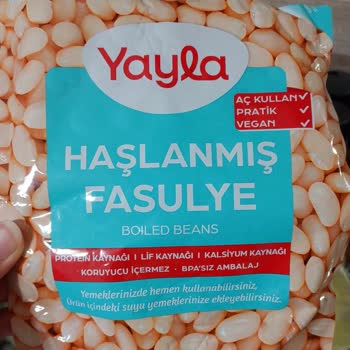 Yayla
AÇ KULLAN
PRATİK
VEGAN
HAŞLANMIŞ
FASULYE
BOILED BEANS
PROTEİN KAYNAĞI | LİF KAYNAĞI | KALSİYUM KAYNAĞI
KORUYUCU İÇERMEZ • BPA'SIZ AMBALAJ
Yemeklerinizde hemen kullanabilirsiniz.
Ürün içindeki suyu yemeklerinize ekleyebilirsiniz.